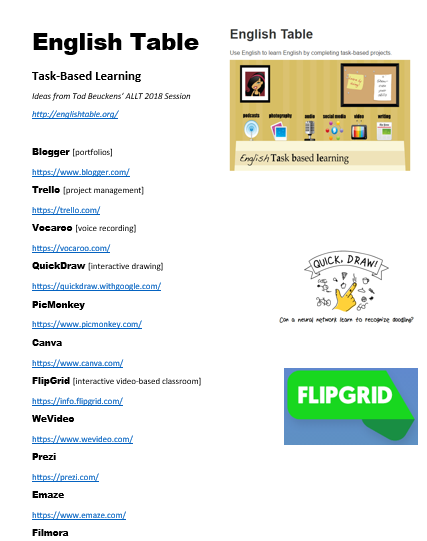 English Table
Task-Based Learning
Ideas from Tod Beuckens' ALLT 2018 Session
http://englishtable.org/
Blogger [portfolios]
https://www.blogger.com/
Trello [project management]
https://trello.com/
Vocaroo [voice recording]
https://vocaroo.com/
QuickDraw [interactive drawing]
https://quickdraw.withgoogle.com/
PicMonkey
https://www.picmonkey.com/
Canva
https://www.canva.com/
FlipGrid [interactive video-based classroom]
https://info.flipgrid.com/
WeVideo
https://www.wevideo.com/
Prezi
https://prezi.com/
Emaze
https://www.emaze.com/
Filmora
English Table
Use English to learn English by completing task-based projects.
podcasts photography audio social media video writing
English Task based learning
QUICK, DRAW!
Can a neural network learn to recognize doodling?
FLIPGRID